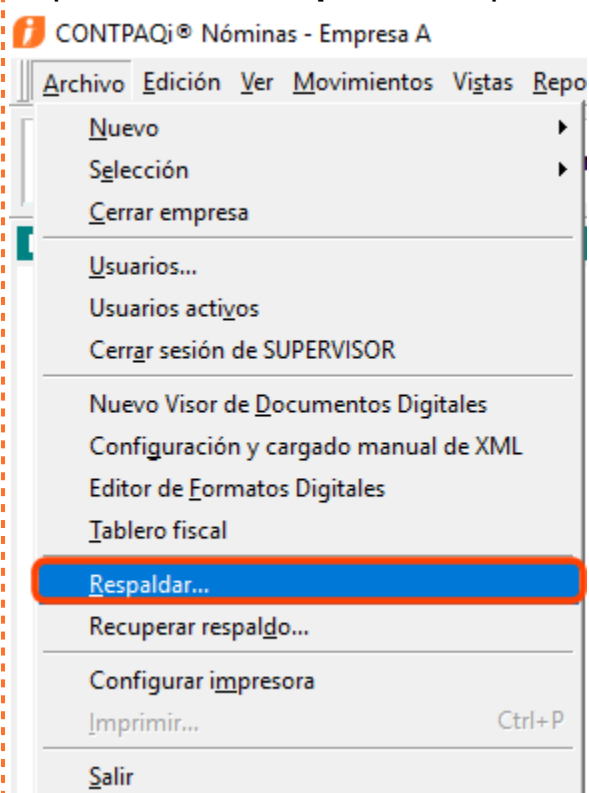 CONTPAQi® Nóminas - Empresa A
Archivo Edición Ver Movimientos Vistas Repo
Nuevo
Selección
Cerrar empresa
Usuarios...
Usuarios activos
Cerrar sesión de SUPERVISOR
Nuevo Visor de Documentos Digitales
Configuración y cargado manual de XML
Editor de Formatos Digitales
Tablero fiscal
Respaldar...
Recuperar respaldo...
Configurar impresora
Imprimir... Ctrl+P
Salir